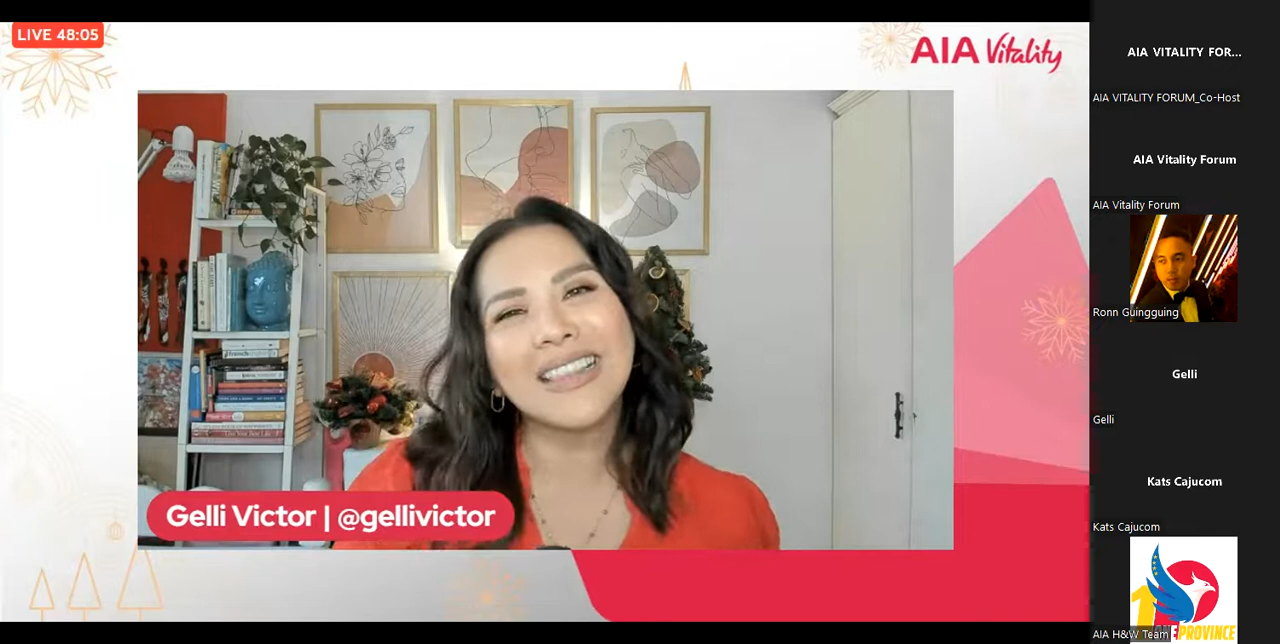 LIVE 48:05
AIA Vitality
Gelli Victor | @gellivictor
AIA VITALITY FOR...
AIA VITALITY FORUM_Co-Host
AIA Vitality Forum
AIA Vitality Forum
Ronn Guingguing
Gelli
Gelli
Kats Cajucom
Kats Cajucom
AIA H&W Team
PROVINCE